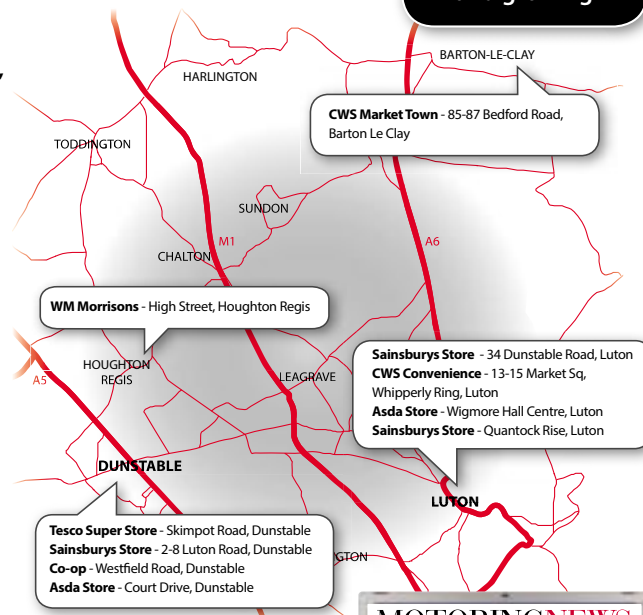 BARTON-LE-CLAY
HARLINGTON
CWS Market Town - 85-87 Bedford Road,
Barton Le Clay
TODDINGTON
SUNDON
M1
A6
CHALTON
WM Morrisons - High Street, Houghton Regis
HOUGHTON
REGIS
A5
LEAGRAVE
Sainsburys Store - 34 Dunstable Road, Luton
CWS Convenience - 13-15 Market Sq,
Whipperly Ring, Luton
Asda Store - Wigmore Hall Centre, Luton
Sainsburys Store - Quantock Rise, Luton
DUNSTABLE
LUTON
Tesco Super Store - Skimpot Road, Dunstable
Sainsburys Store - 2-8 Luton Road, Dunstable
Co-op - Westfield Road, Dunstable
Asda Store - Court Drive, Dunstable
GTON
MOTORINGNEWS